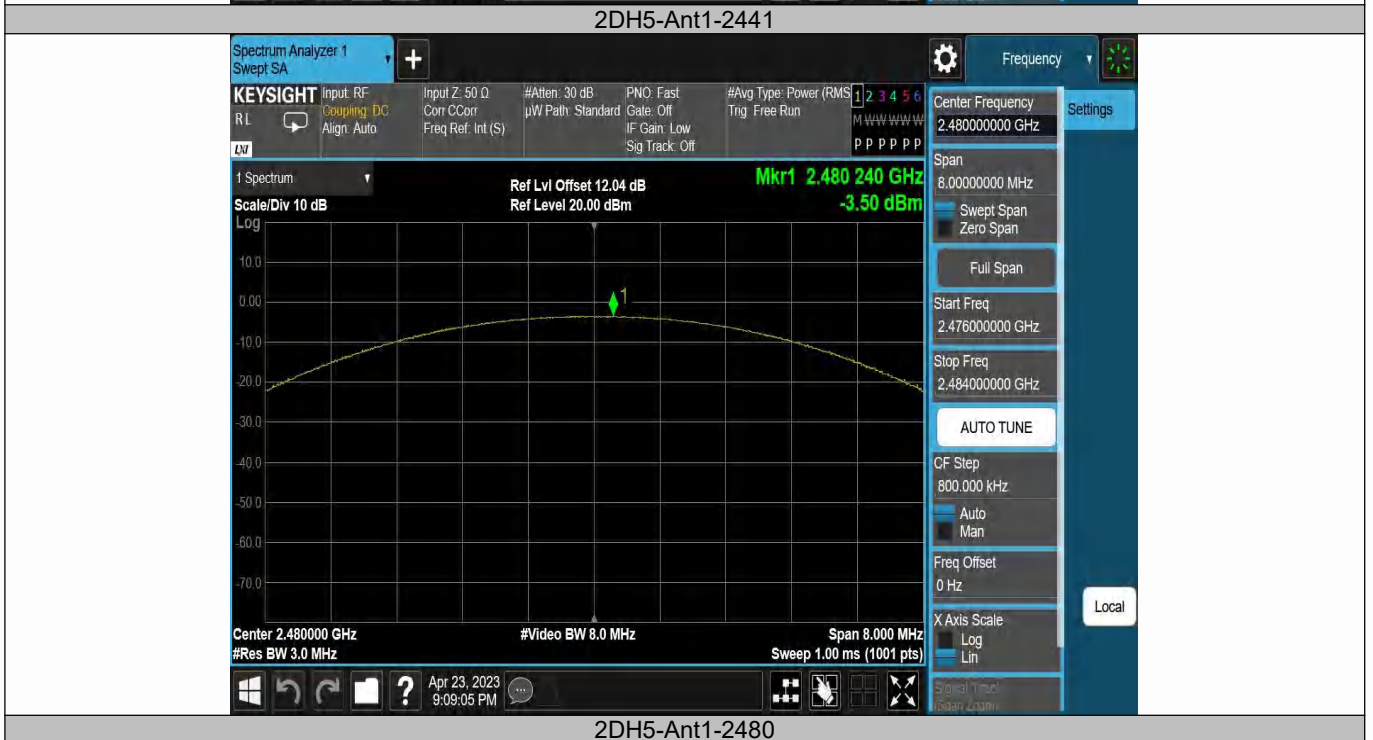 2DH5-Ant1-2441
Spectrum Analyzer 1
Swept SA
Frequency
KEYSIGHT
RL
LXI
Input: RF
Coupling: DC
Align: Auto
Input Z: 50 Ω
Corr CCorr
Freq Ref: Int (S)
#Atten: 30 dB
µW Path: Standard
PNO: Fast
Gate: Off
IF Gain: Low
Sig Track: Off
#Avg Type: Power (RMS
Trig: Free Run
1 2 3 4 5 6
M W W W W W
P P P P P P
1 Spectrum
Scale/Div 10 dB
Ref Lvl Offset 12.04 dB
Ref Level 20.00 dBm
Mkr1 2.480 240 GHz
-3.50 dBm
Log
10.0
0.00
-10.0
-20.0
-30.0
-40.0
-50.0
-60.0
-70.0
1
Center 2.480000 GHz
#Res BW 3.0 MHz
#Video BW 8.0 MHz
Span 8.000 MHz
Sweep 1.00 ms (1001 pts)
Center Frequency
2.480000000 GHz
Settings
Span
8.00000000 MHz
Swept Span
Zero Span
Full Span
Start Freq
2.476000000 GHz
Stop Freq
2.484000000 GHz
AUTO TUNE
CF Step
800.000 kHz
Auto
Man
Freq Offset
0 Hz
X Axis Scale
Log
Lin
Local
Signal Track
(Span Zoom)
?
Apr 23, 2023
9:09:05 PM
2DH5-Ant1-2480